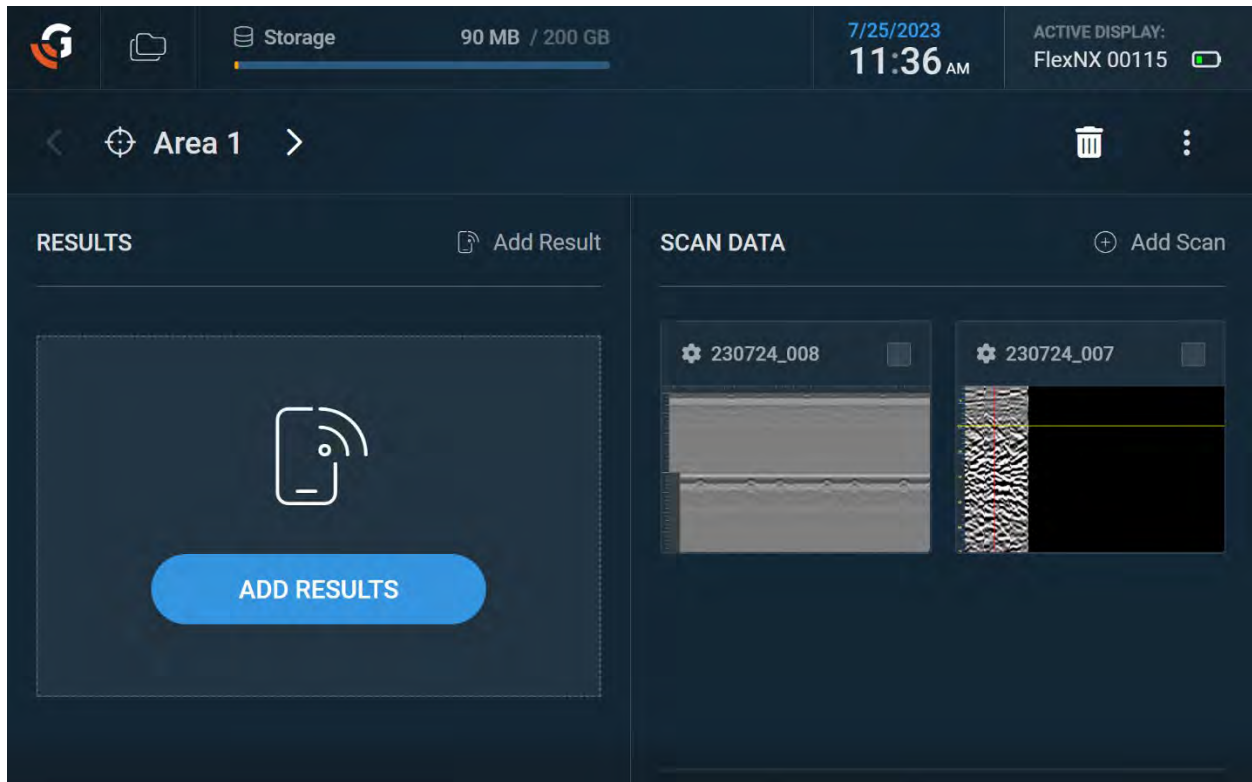 Storage 90 MB / 200 GB
7/25/2023
11:36 AM
ACTIVE DISPLAY:
FlexNX 00115
Area 1
RESULTS
Add Result
SCAN DATA
Add Scan
230724_008
230724_007
ADD RESULTS